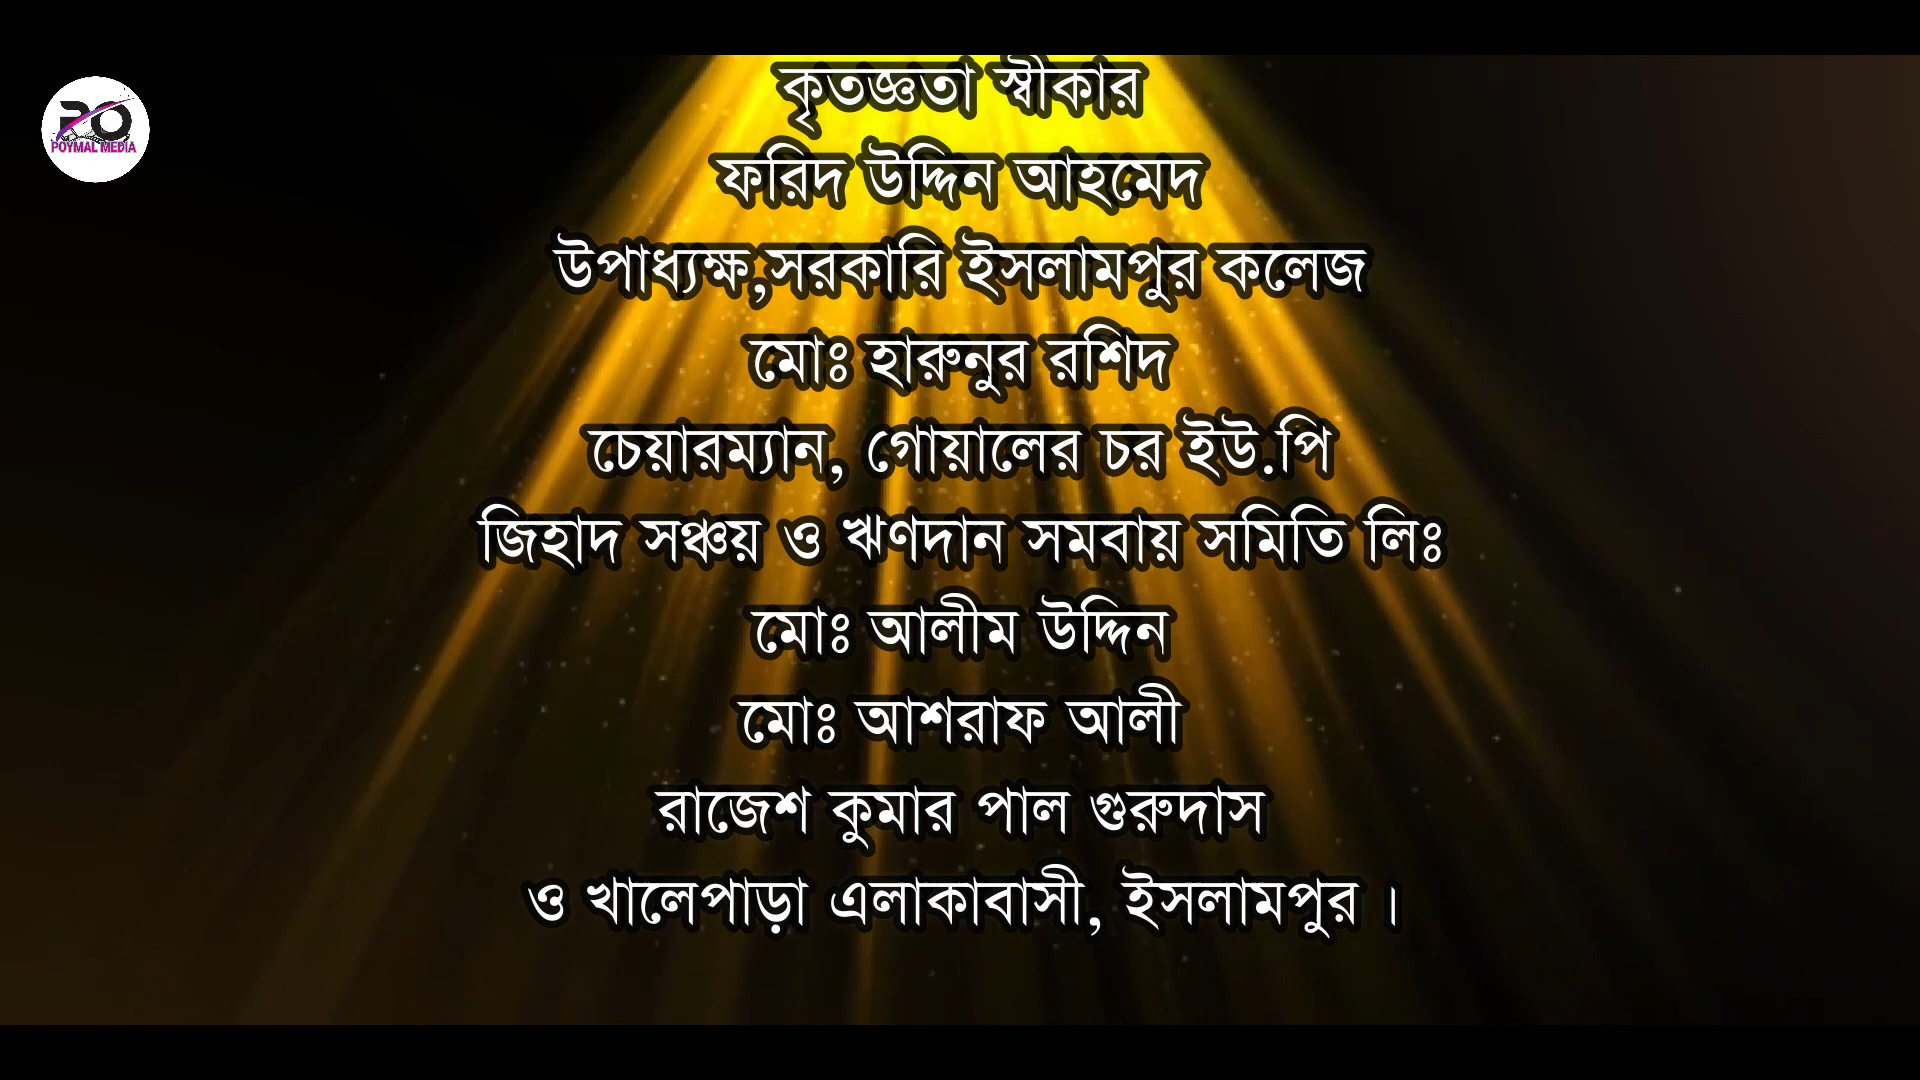 কৃতজ্ঞতা স্বীকার
ফরিদ উদ্দিন আহমেদ
উপাধ্যক্ষ,সরকারি ইসলামপুর কলেজ
মোঃ হারুনুর রশিদ
চেয়ারম্যান, গোয়ালের চর ইউ.পি
জিহাদ সঞ্চয় ও ঋণদান সমবায় সমিতি লিঃ
মোঃ আলীম উদ্দিন
মোঃ আশরাফ আলী
রাজেশ কুমার পাল গুরুদাস
ও খালেপাড়া এলাকাবাসী, ইসলামপুর ।
POYMAL MEDIA